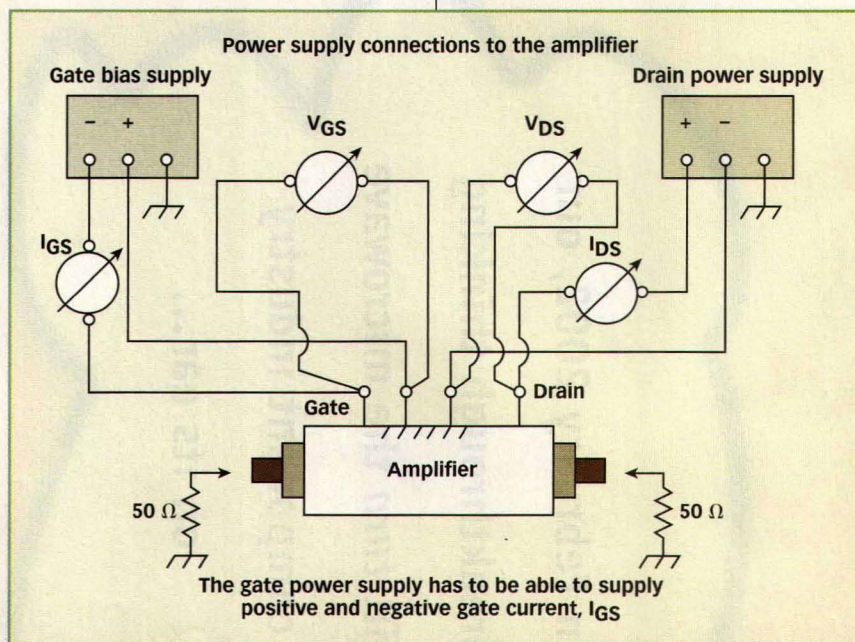 Power supply connections to the amplifier
Gate bias supply
Drain power supply
- +
+ -
VGS
VDS
IGS
IDS
Gate
Drain
Amplifier
50 Ω
50 Ω
The gate power supply has to be able to supply
positive and negative gate current, IGS